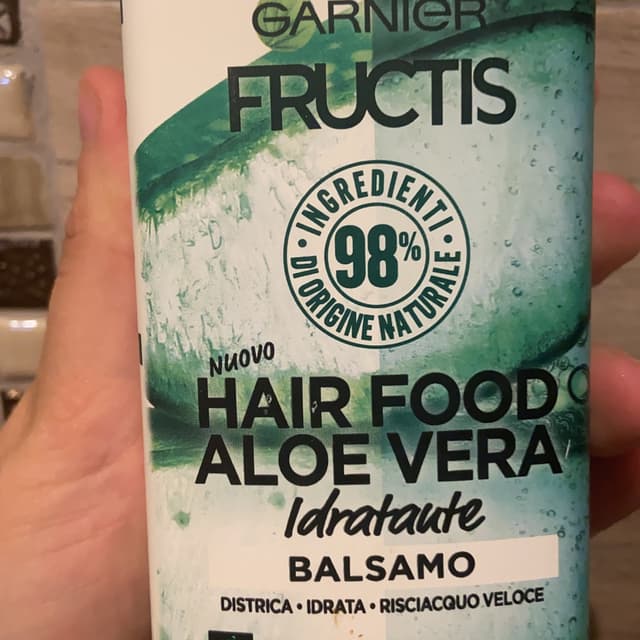 GARNIER
FRUCTIS
• INGREDIENTI •
DI ORIGINE NATURALE
98%
NUOVO
HAIR FOOD
ALOE VERA
Idratante
BALSAMO
DISTRICA • IDRATA • RISCIACQUO VELOCE